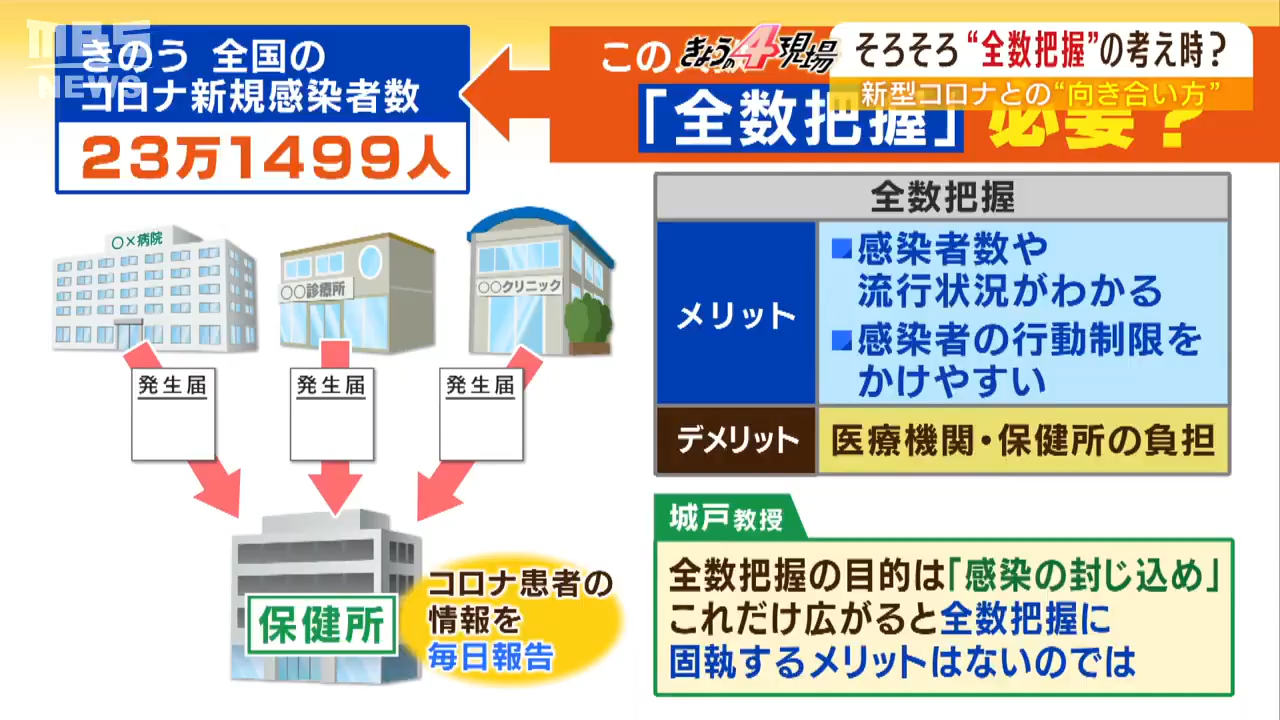 MBS
NEWS
きのう 全国の
コロナ新規感染者数
23万1499人
この
きょうの4現場
そろそろ“全数把握”の考え時?
新型コロナとの“向き合い方”
「全数把握」必要?
〇×病院
〇〇診療所
〇〇クリニック
発生届
発生届
発生届
保健所
コロナ患者の
情報を
毎日報告
全数把握
メリット
感染者数や
流行状況がわかる
感染者の行動制限を
かけやすい
デメリット
医療機関・保健所の負担
城戸教授
全数把握の目的は「感染の封じ込め」
これだけ広がると全数把握に
固執するメリットはないのでは